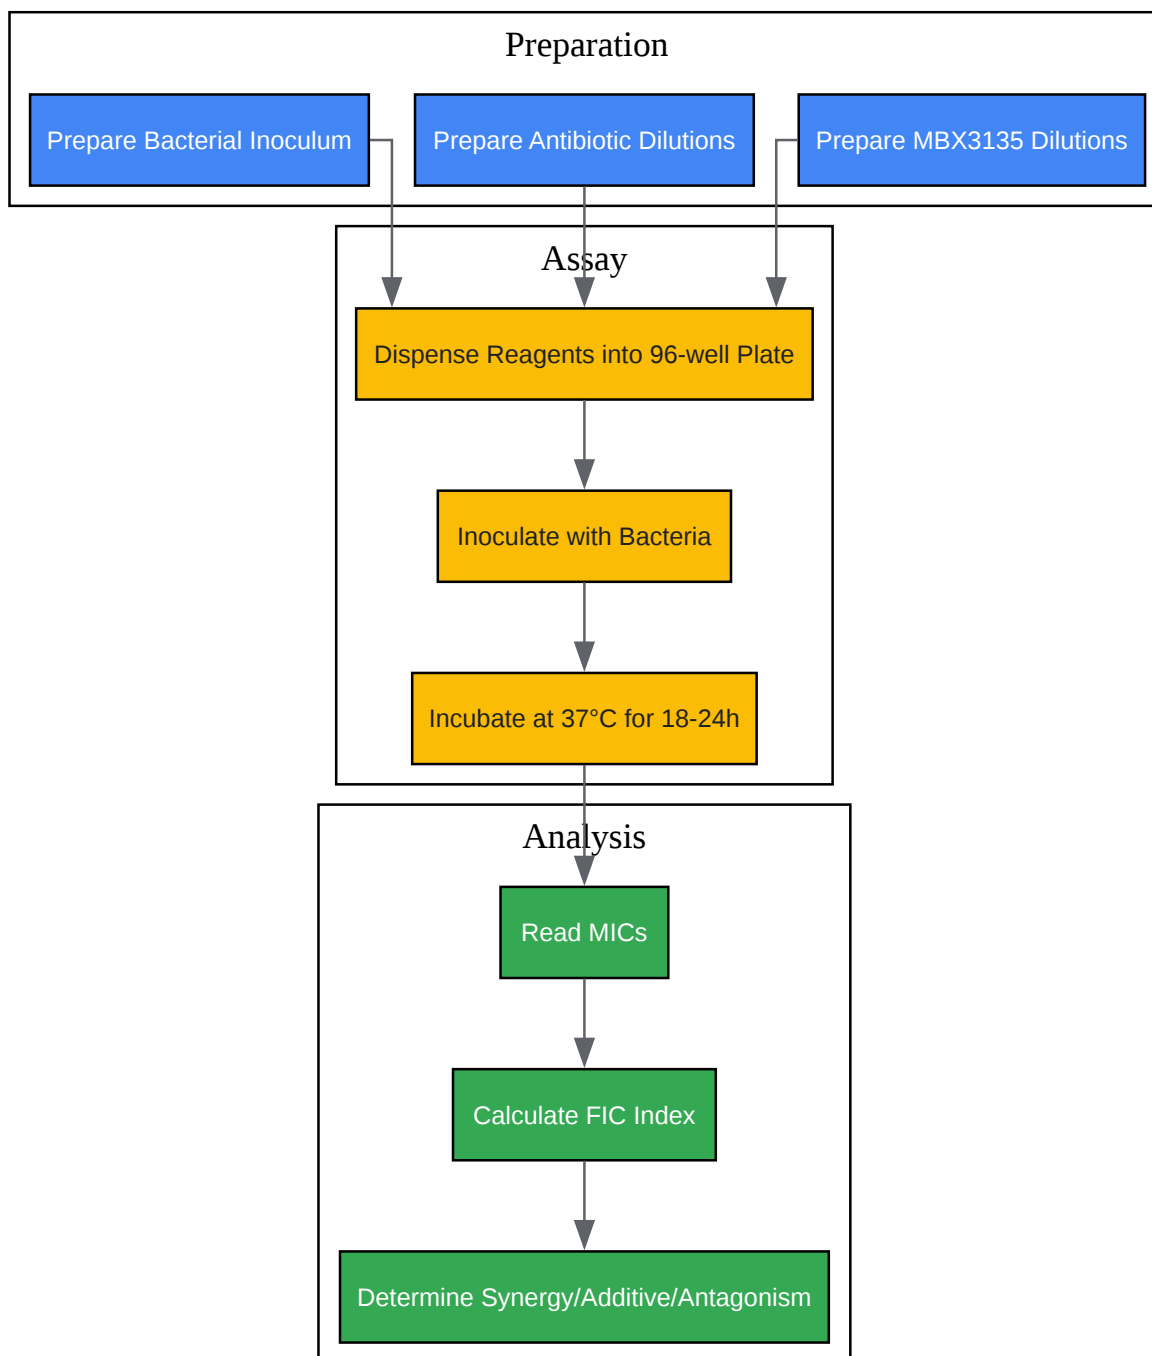 Preparation
Prepare Bacterial Inoculum
Prepare Antibiotic Dilutions
Prepare MBX3135 Dilutions
Assay
Dispense Reagents into 96-well Plate
Inoculate with Bacteria
Incubate at 37°C for 18-24h
Analysis
Read MICs
Calculate FIC Index
Determine Synergy/Additive/Antagonism